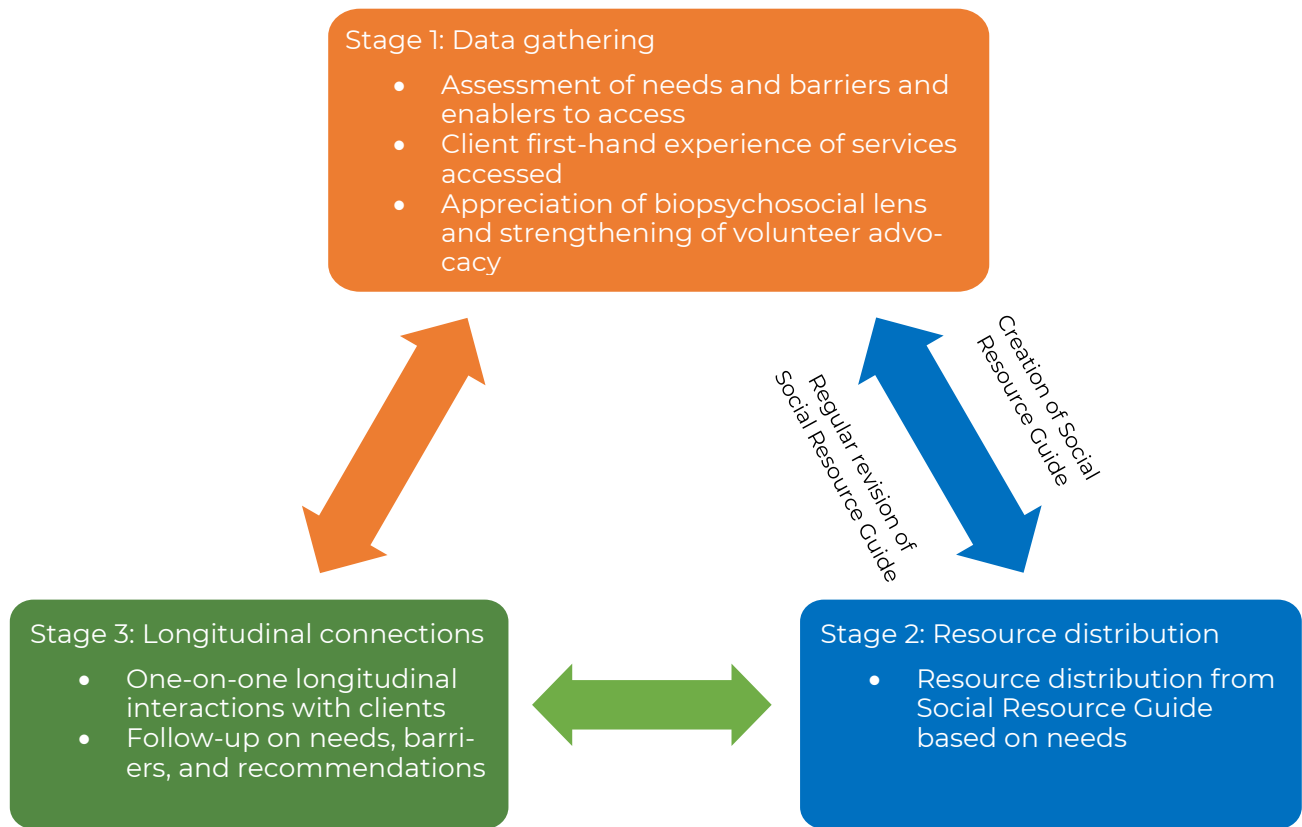 Stage 1: Data gathering
• Assessment of needs and barriers and
enablers to access
• Client first-hand experience of services
accessed
• Appreciation of biopsychosocial lens
and strengthening of volunteer advo-
cacy
Creation of Social
Resource Guide
Regular revision of
Social Resource Guide
Stage 3: Longitudinal connections
• One-on-one longitudinal
interactions with clients
• Follow-up on needs, barri-
ers, and recommendations
Stage 2: Resource distribution
• Resource distribution from
Social Resource Guide
based on needs